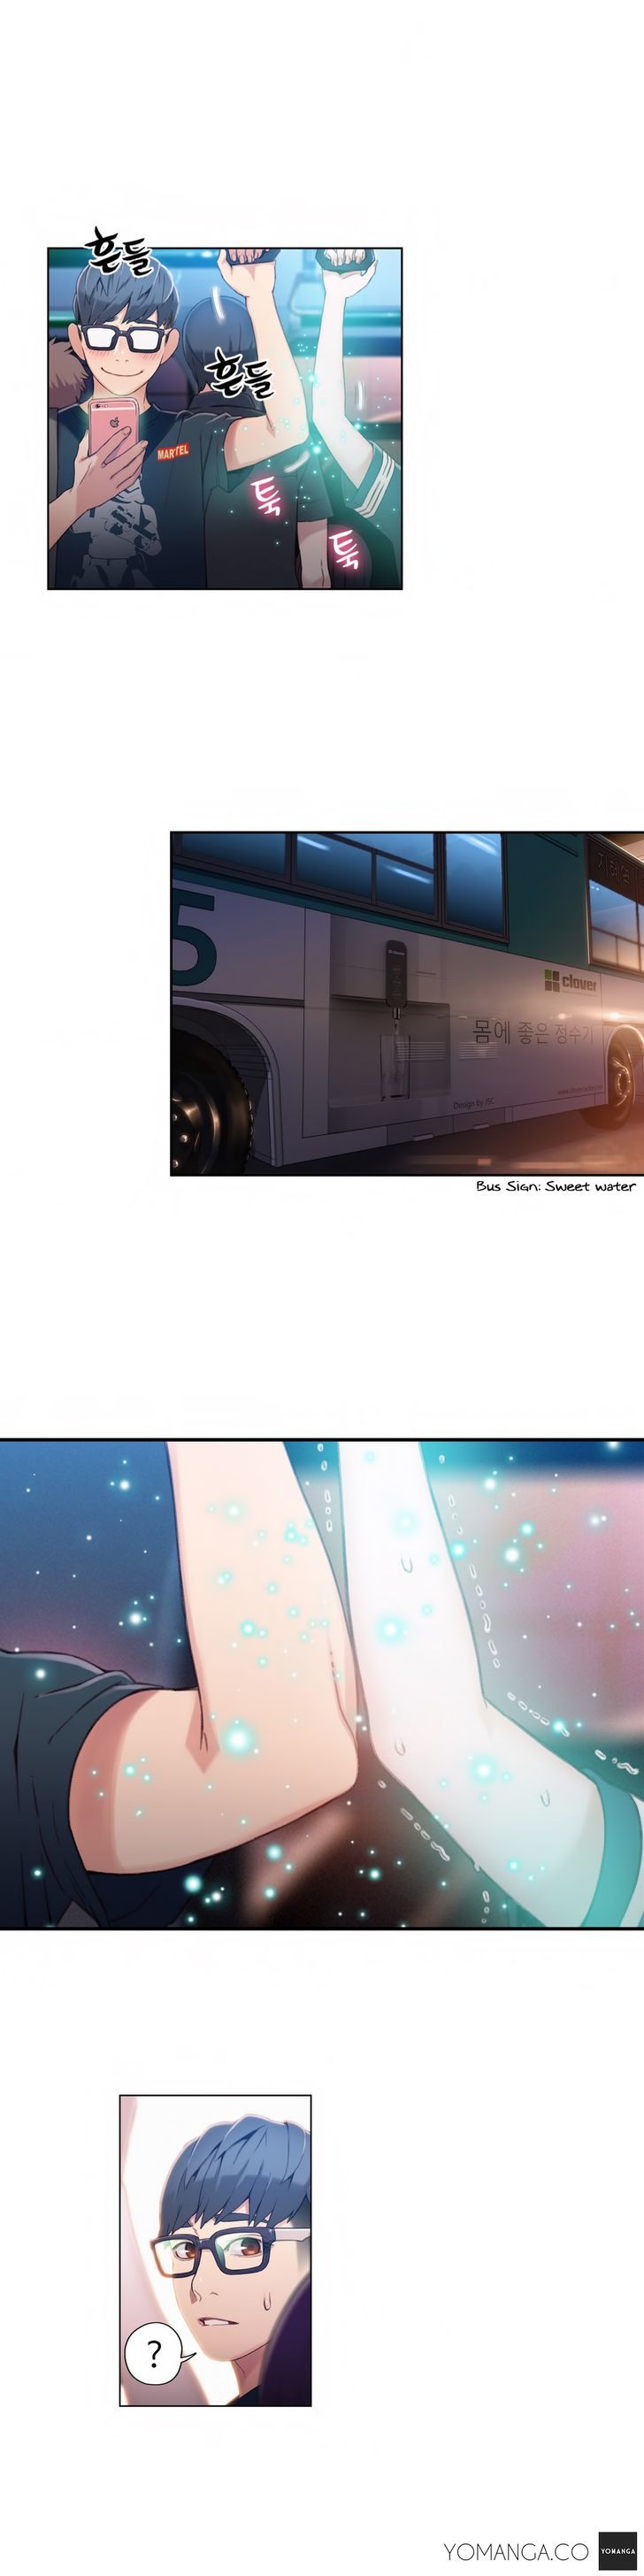 흔들
흔들
MARTEL
툭
툭
5
clover
몸에 좋은 정수기
Design by JSC
Bus Sign: Sweet water
?
YOMANGA.CO
YOMANGA